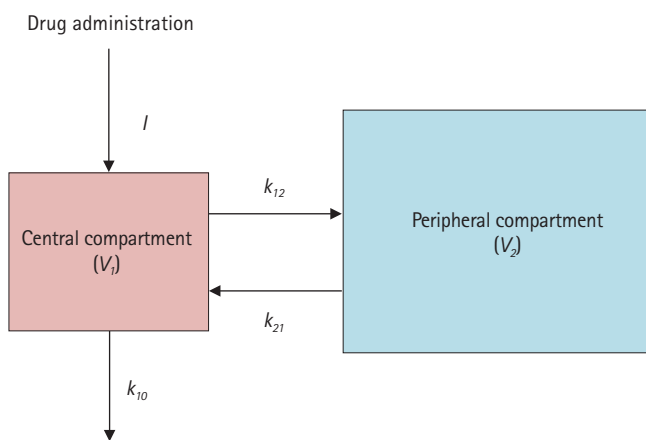 Drug administration
I
k12
Central compartment
(V1)
Peripheral compartment
(V2)
k21
k10